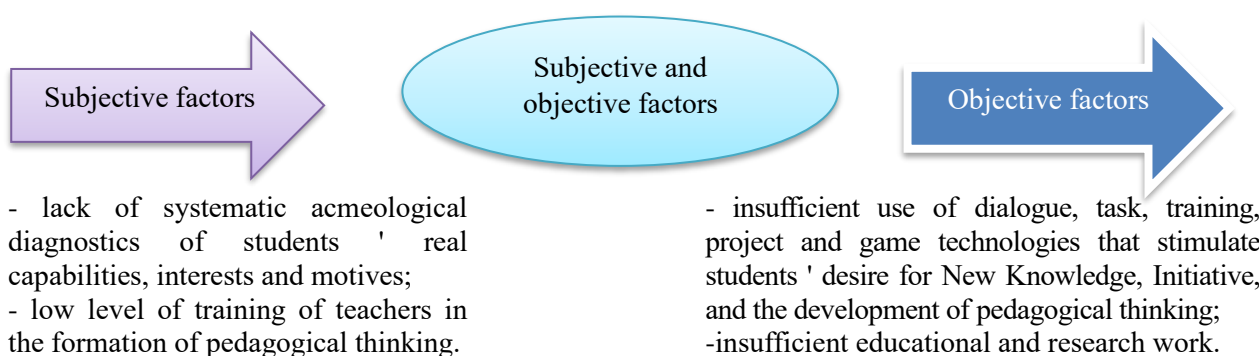 Subjective factors
Subjective and
objective factors
Objective factors
- lack of systematic acmeological
diagnostics of students ' real
capabilities, interests and motives;
- low level of training of teachers in
the formation of pedagogical thinking.
- insufficient use of dialogue, task, training,
project and game technologies that stimulate
students ' desire for New Knowledge, Initiative,
and the development of pedagogical thinking;
-insufficient educational and research work.